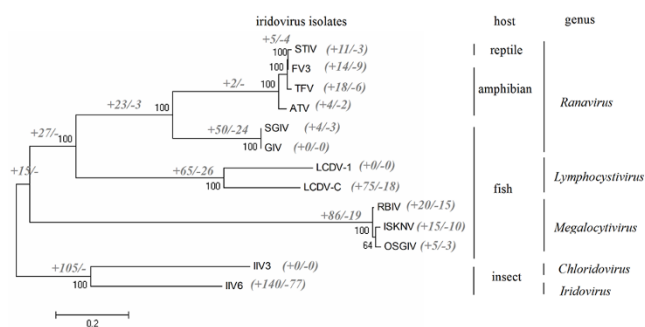 iridovirus isolates host genus
+5/-4
100 STIV (+11/-3) reptile
100 FV3 (+14/-9)
+2/- 100 TFV (+18/-6) amphibian
100 ATV (+4/-2) Ranavirus
+23/-3
100
+50/-24 SGIV (+4/-3)
100 GIV (+0/-0)
+27/-
100
+65/-26 LCDV-1 (+0/-0)
100 LCDV-C (+75/-18) Lymphocystivirus
+15/- fish
+86/-19 RBIV (+20/-15)
100 ISKNV (+15/-10) Megalocytivirus
64 OSGIV (+5/-3)
+105/- IIV3 (+0/-0) Chloridovirus
100 insect
IIV6 (+140/-77) Iridovirus
0.2